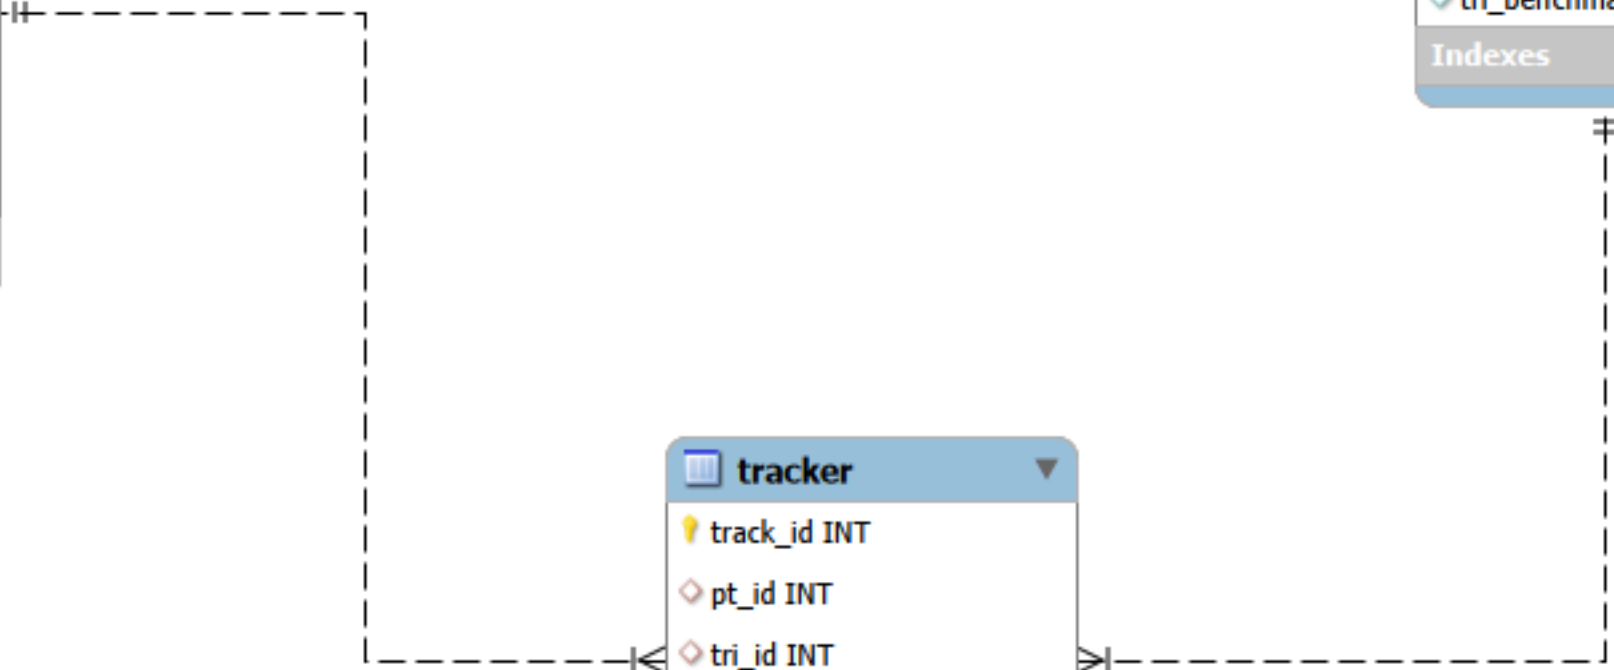 Indexes
tracker
track_id INT
pt_id INT
tri_id INT